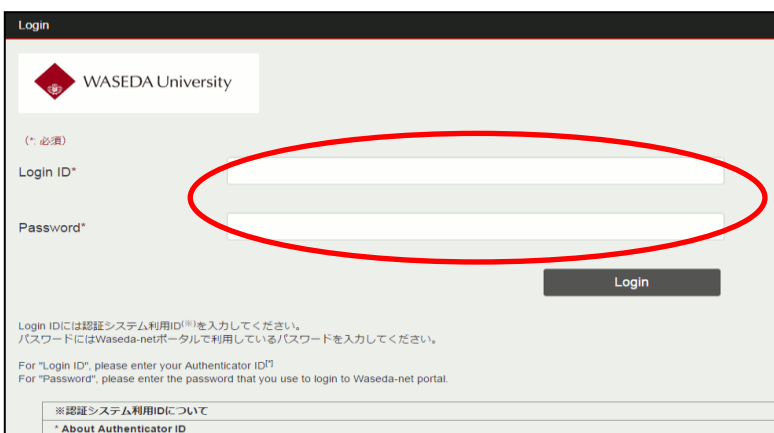 Login
WASEDA University
(*: 必須)
Login ID*
Password*
Login
Login IDには認証システム利用ID(※)を入力してください。
パスワードにはWaseda-netポータルで利用しているパスワードを入力してください。
For "Login ID", please enter your Authenticator ID[*]
For "Password", please enter the password that you use to login to Waseda-net portal.
※認証システム利用IDについて
* About Authenticator ID